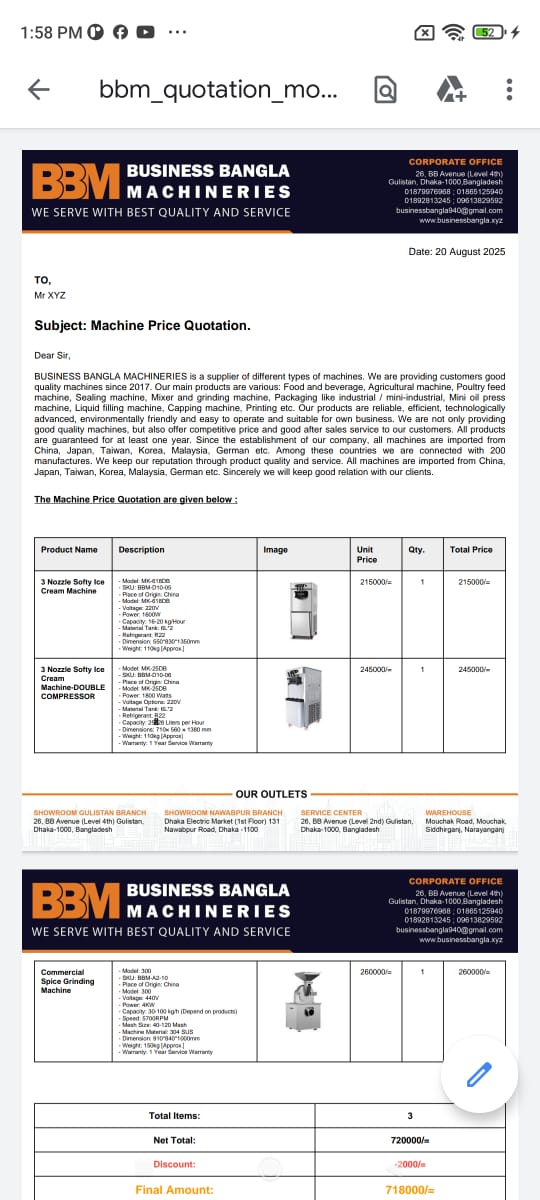 1:58 PM
52
bbm_quotation_mo...
BBM BUSINESS BANGLA
MACHINERIES
WE SERVE WITH BEST QUALITY AND SERVICE
CORPORATE OFFICE
26, BB Avenue (Level 4th)
Gulistan, Dhaka-1000,Bangladesh
01879976968 ; 01865125940
01892813245 ; 09613829592
businessbangla940@gmail.com
www.businessbangla.xyz
Date: 20 August 2025
TO,
Mr XYZ
Subject: Machine Price Quotation.
Dear Sir,
BUSINESS BANGLA MACHINERIES is a supplier of different types of machines. We are providing customers good
quality machines since 2017. Our main products are various: Food and beverage, Agricultural machine, Poultry feed
machine, Sealing machine, Mixer and grinding machine, Packaging like industrial / mini-industrial, Mini oil press
machine, Liquid filling machine, Capping machine, Printing etc. Our products are reliable, efficient, technologically
advanced, environmentally friendly and easy to operate and suitable for own business. We are not only providing
good quality machines, but also offer competitive price and good after sales service to our customers. All products
are guaranteed for at least one year. Since the establishment of our company, all machines are imported from
China, Japan, Taiwan, Korea, Malaysia, German etc. Among these countries we are connected with 200
manufactures. We keep our reputation through product quality and service. All machines are imported from China,
Japan, Taiwan, Korea, Malaysia, German etc. Sincerely we will keep good relation with our clients.
The Machine Price Quotation are given below :
Product Name Description Image Unit Price Qty. Total Price
3 Nozzle Softy Ice
Cream Machine
- Model: MK-618DB
- SKU: BBM-D10-05
- Place of Origin: China
- Model: MK-618DB
- Voltage: 220V
- Power: 1600W
- Capacity: 16-20 kg/Hour
- Material Tank: 6L*2
- Refrigerant: R22
- Dimension: 550*830*1350mm
- Weight: 110kg [Approx.]
215000/= 1 215000/=
3 Nozzle Softy Ice
Cream
Machine-DOUBLE
COMPRESSOR
- Model: MK-25DB
- SKU: BBM-D10-06
- Place of Origin: China
- Model: MK-25DB
- Power: 1800 Watts
- Voltage Options: 220V
- Material Tank: 6L*2
- Refrigerant: R22
- Capacity: Liters per Hour
- Dimensions: 710× 560 × 1380 mm
- Weight: 110kg [Approx]
- Warranty: 1 Year Service Warranty
245000/= 1 245000/=
OUR OUTLETS
SHOWROOM GULISTAN BRANCH
26, BB Avenue (Level 4th) Gulistan,
Dhaka-1000, Bangladesh
SHOWROOM NAWABPUR BRANCH
Dhaka Electric Market (1st Floor) 131
Nawabpur Road, Dhaka -1100
SERVICE CENTER
26, BB Avenue (Level 2nd) Gulistan,
Dhaka-1000, Bangladesh
WAREHOUSE
Mouchak Road, Mouchak,
Siddhirganj, Narayanganj
BBM BUSINESS BANGLA
MACHINERIES
WE SERVE WITH BEST QUALITY AND SERVICE
CORPORATE OFFICE
26, BB Avenue (Level 4th)
Gulistan, Dhaka-1000,Bangladesh
01879976968 ; 01865125940
01892813245 ; 09613829592
businessbangla940@gmail.com
www.businessbangla.xyz
Commercial
Spice Grinding
Machine
- Model: 300
- SKU: BBM-A2-10
- Place of Origin: China
- Model: 300
- Voltage: 440V
- Power: 4KW
- Capacity: 30-100 kg/h (Depend on products)
- Speed: 5700RPM
- Mesh Size: 40-120 Mash
- Machine Material: 304 SUS
- Dimension: 910*840*1000mm
- Weight: 150kg [Approx.]
- Warranty: 1 Year Service Warranty
260000/= 1 260000/=
Total Items: 3
Net Total: 720000/=
Discount: -2000/=
Final Amount: 718000/=